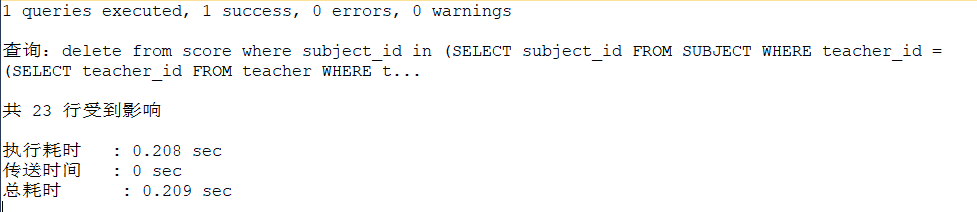 1 queries executed, 1 success, 0 errors, 0 warnings
查询：delete from score where subject_id in (SELECT subject_id FROM SUBJECT WHERE teacher_id =
(SELECT teacher_id FROM teacher WHERE t...
共 23 行受到影响
执行耗时   : 0.208 sec
传送时间   : 0 sec
总耗时      : 0.209 sec